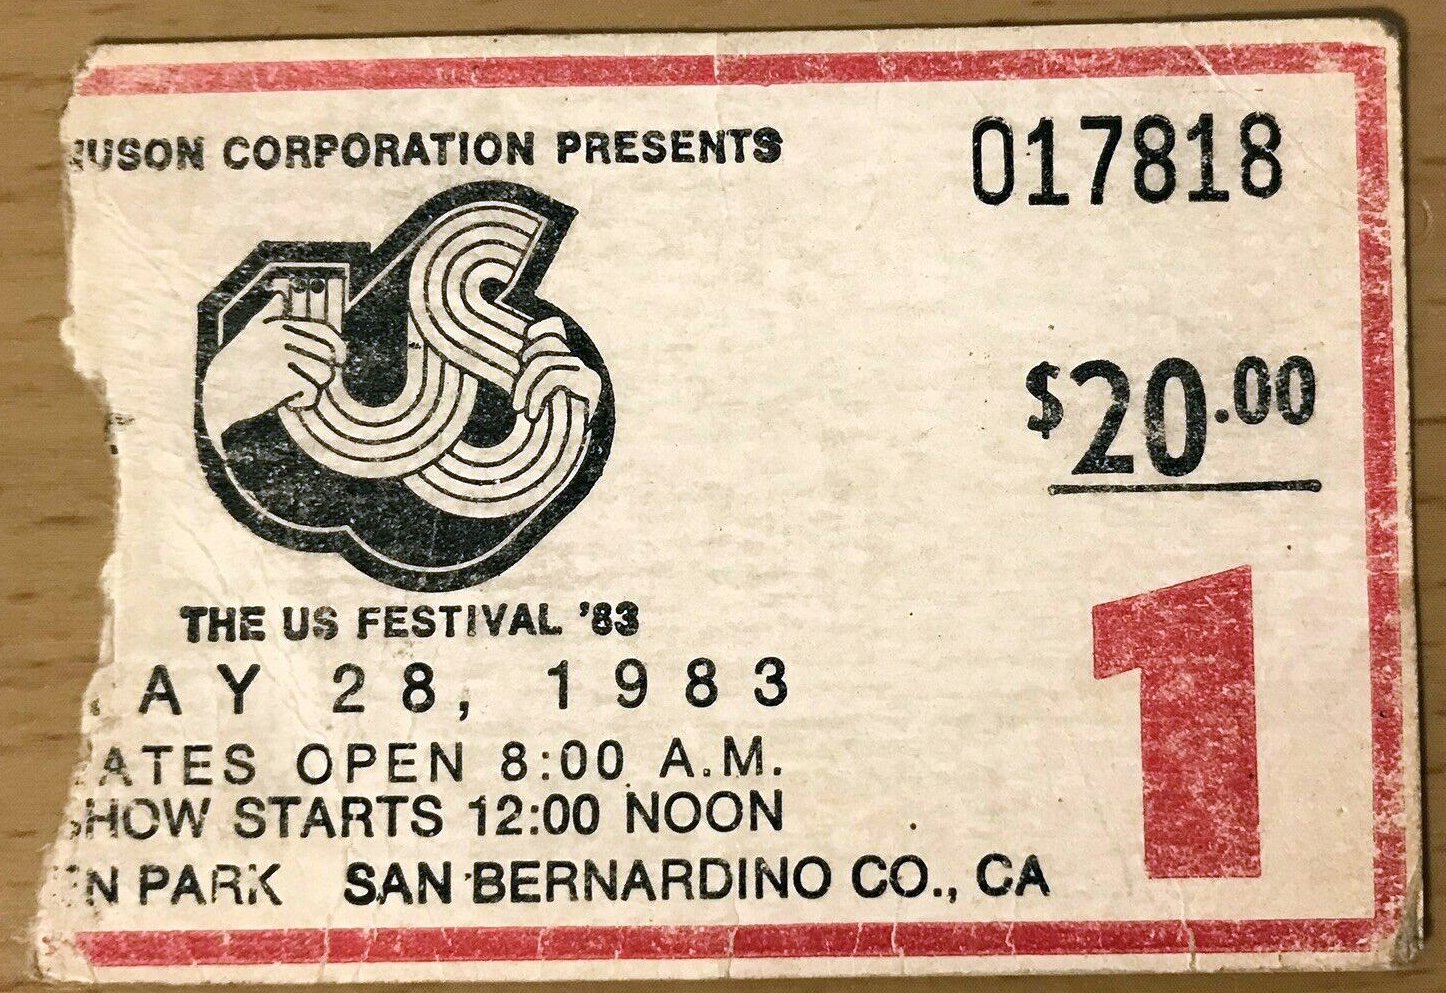 USON CORPORATION PRESENTS
017818
US
$20.00
THE US FESTIVAL '83
AY 28, 1983
ATES OPEN 8:00 A.M.
SHOW STARTS 12:00 NOON
N PARK SAN BERNARDINO CO., CA
1